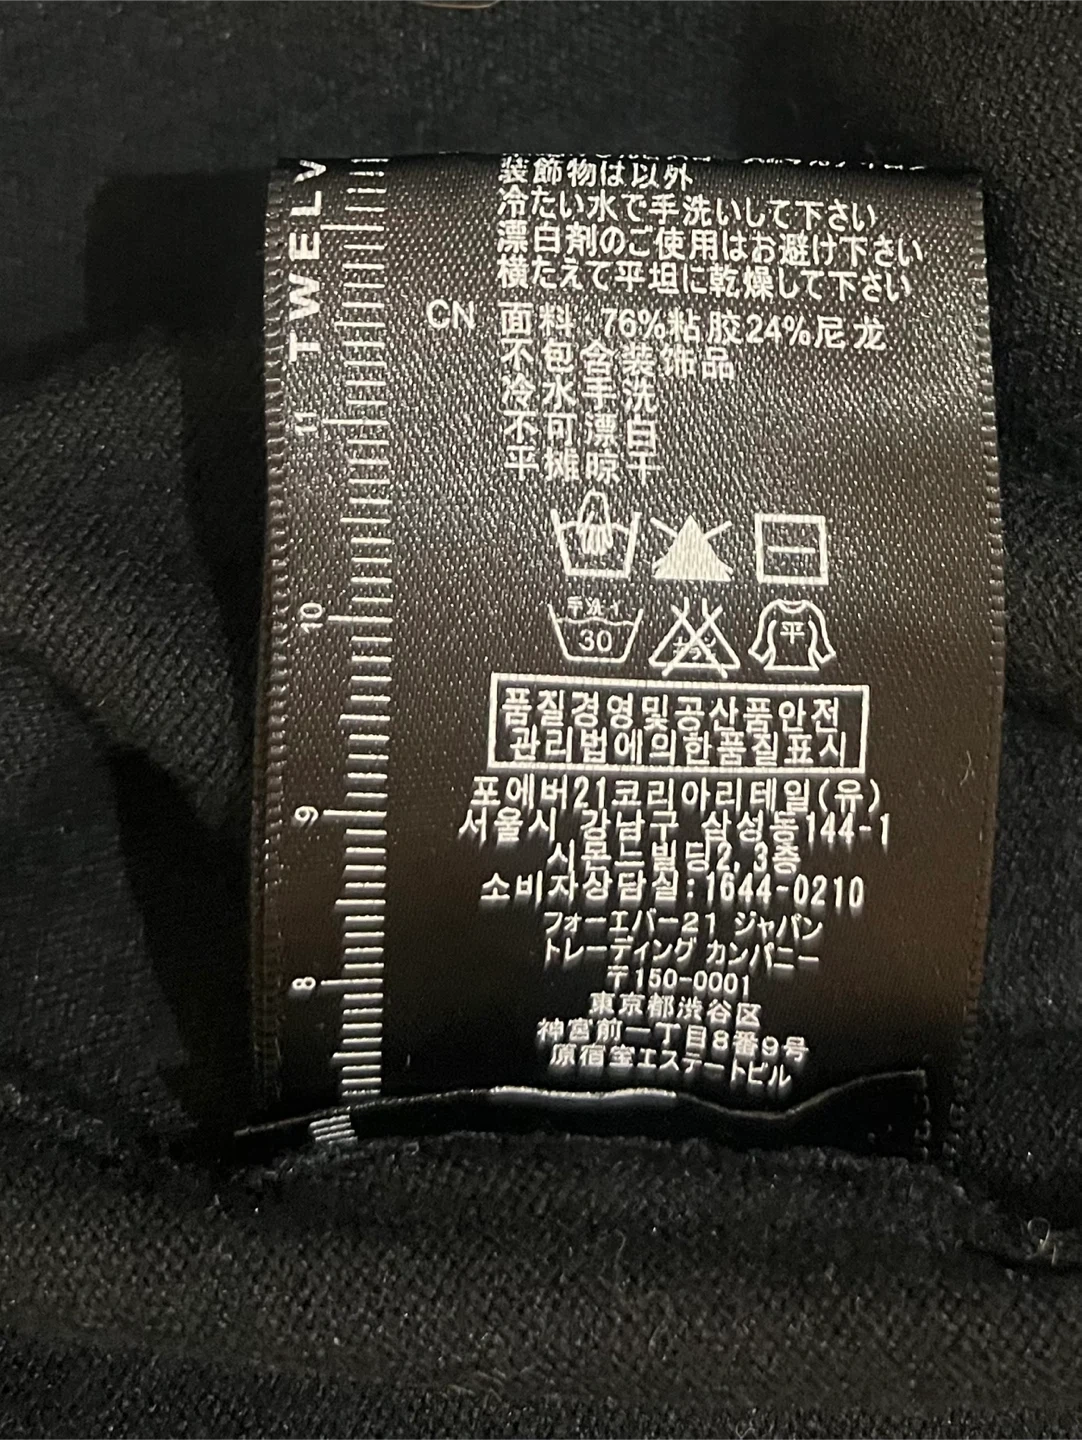 装飾物は以外
冷たい水で手洗いして下さい
漂白剤のご使用はお避け下さい
横たえて平坦に乾燥して下さい
CN 面料:76%粘胶24%尼龙
不包含装饰品
冷水手洗
不可漂白
平摊晾干
手洗イ
30
平
품질경영및공산품안전
관리법에의한품질표시
포에버21코리아리테일(유)
서울시 강남구 삼성동144-1
시몬느빌딩2,3층
소비자상담실:1644-0210
フォーエバー21 ジャパン
トレーディング カンパニー
〒150-0001
東京都渋谷区
神宮前一丁目8番9号
原宿宝エステートビル
TWELV
11
10
9
8